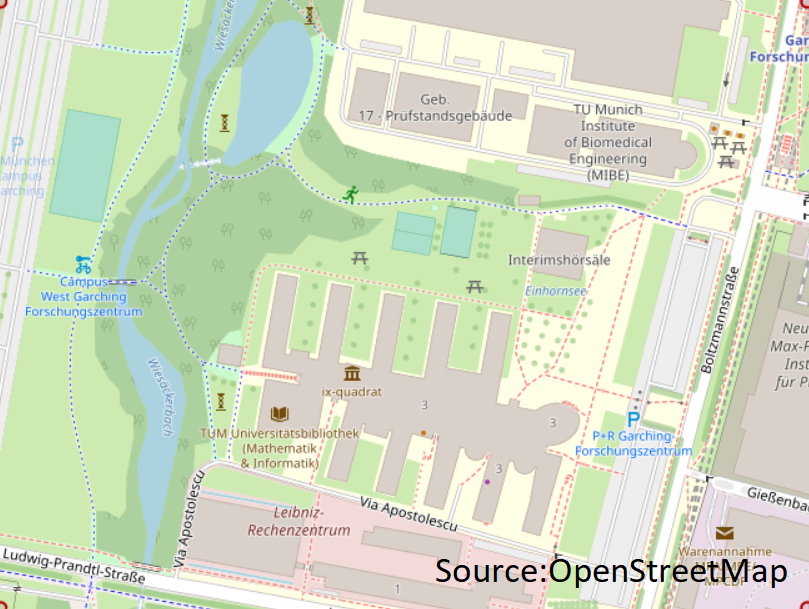 Wiesäckerbach
Gar
Forschun
Geb.
17 - Prüfstandsgebäude
TU Munich
Institute
of Biomedical
Engineering
(MIBE)
P
München
Campus
arching
Interimshörsäle
Einhornsee
Campus
West Garching
Forschungszentrum
Boltzmannstraße
Neu
Max-P
Inst
für P
Wiesäckerbach
ix-quadrat
3
3
3
TUM Universitätsbibliothek
(Mathematik
& Informatik)
P
P+R Garching-
Forschungszentrum
Via Apostolescu
Via Apostolescu
Gießenba
Leibniz-
Rechenzentrum
Warenannahme
Ludwig-Prandtl-Straße
1
Source:OpenStreetMap